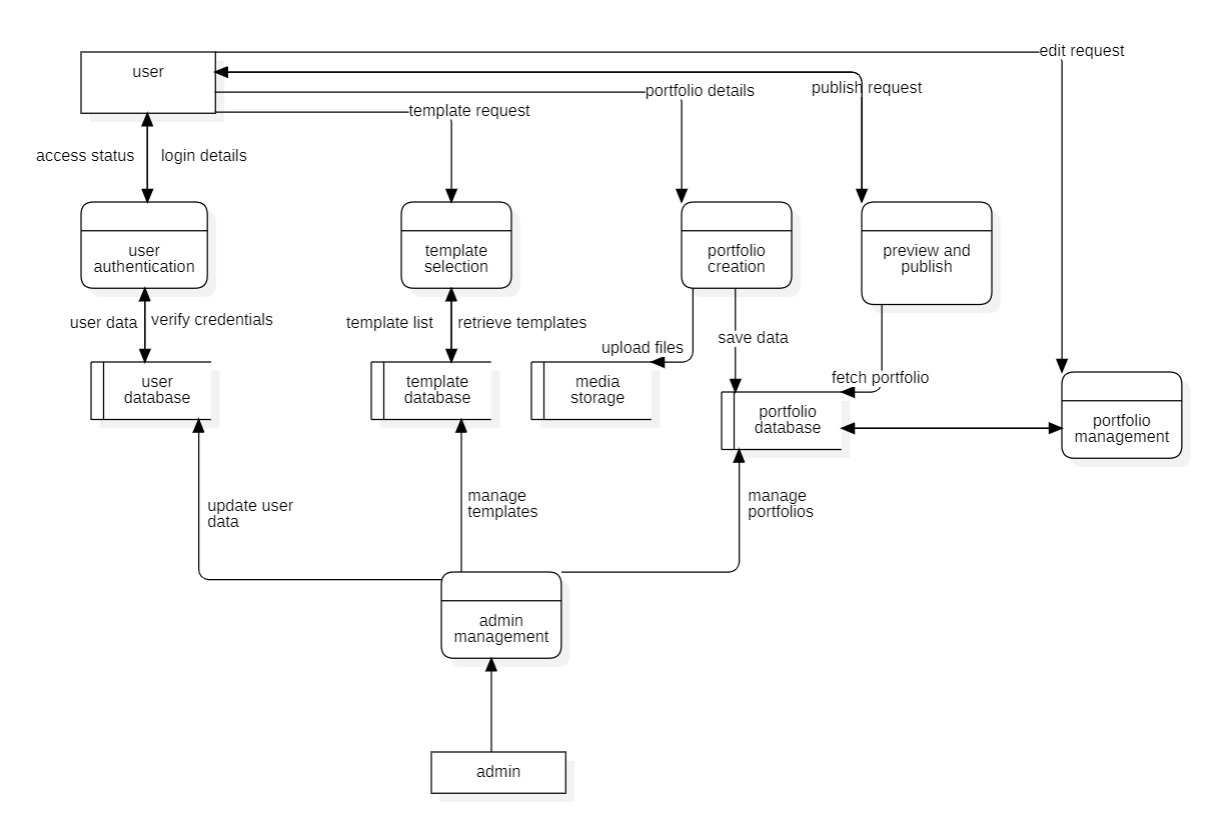 edit request
user
publish request
portfolio details
template request
access status
login details
user
authentication
template
selection
portfolio
creation
preview and
publish
user data
verify credentials
template list
retrieve templates
upload files
save data
fetch portfolio
user
database
template
database
media
storage
portfolio
database
portfolio
management
update user
data
manage
templates
manage
portfolios
admin
management
admin